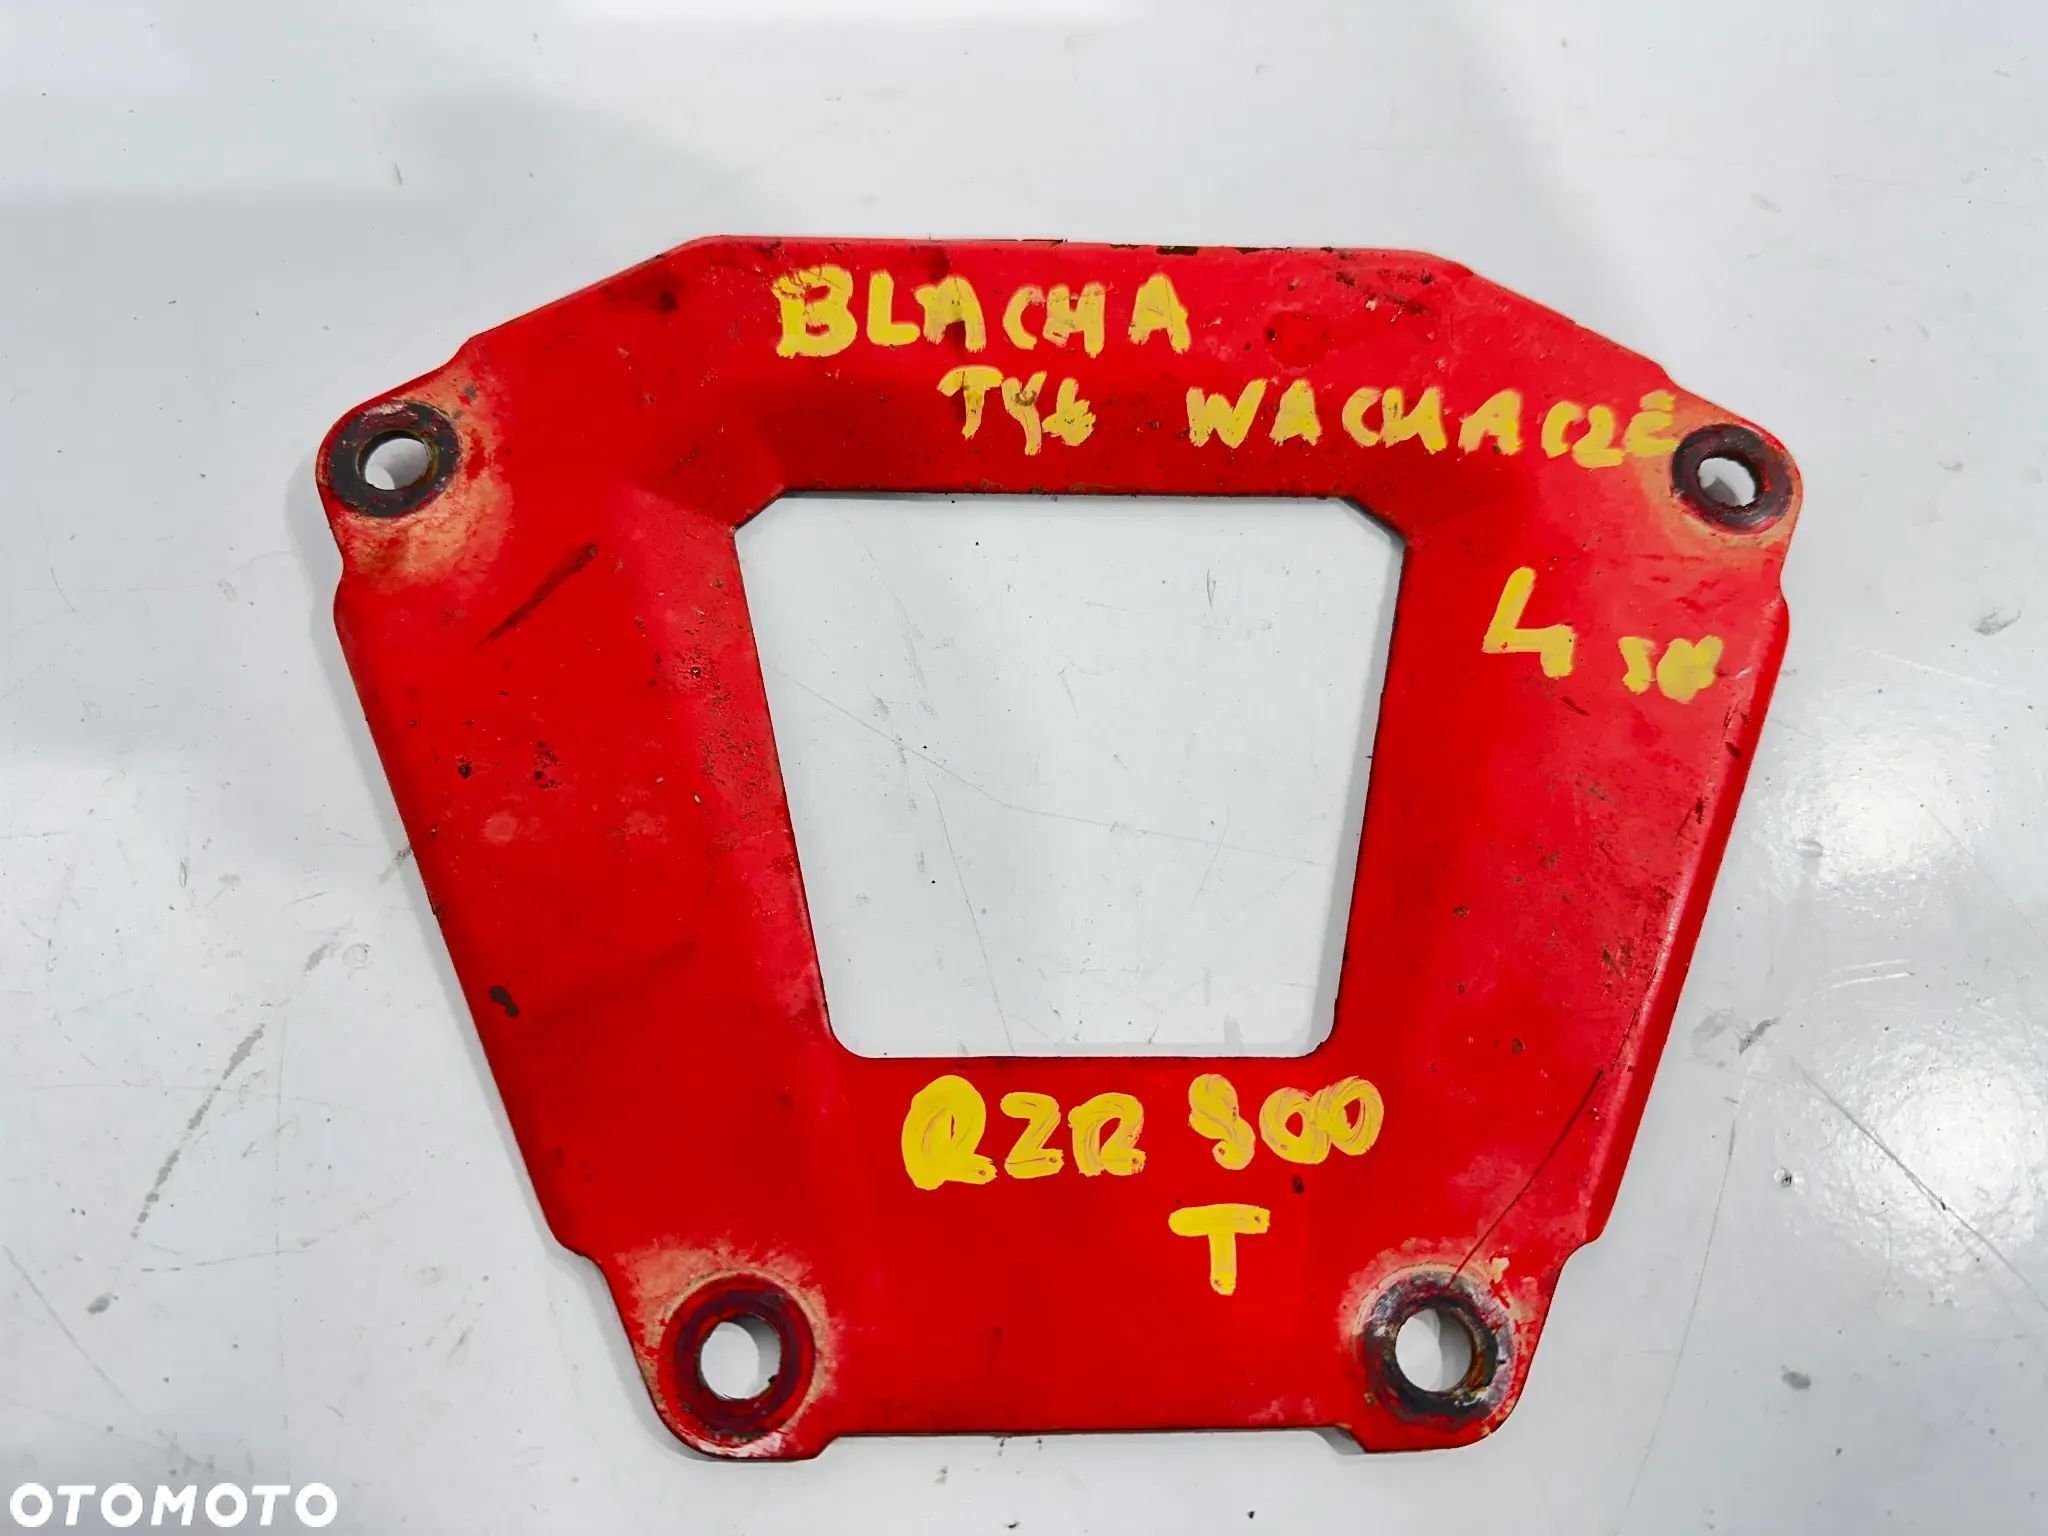 BLACHA
TYŁ WACHACZE
4
RZR 800
T
OTOMOTO